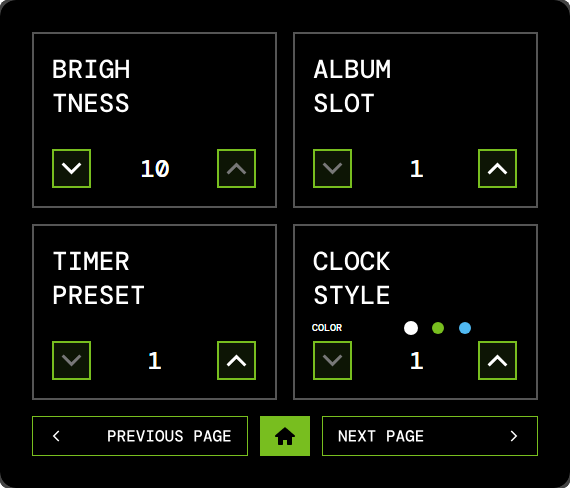 BRIGH
TNESS
10
ALBUM
SLOT
1
TIMER
PRESET
1
CLOCK
STYLE
COLOR
1
PREVIOUS PAGE
NEXT PAGE